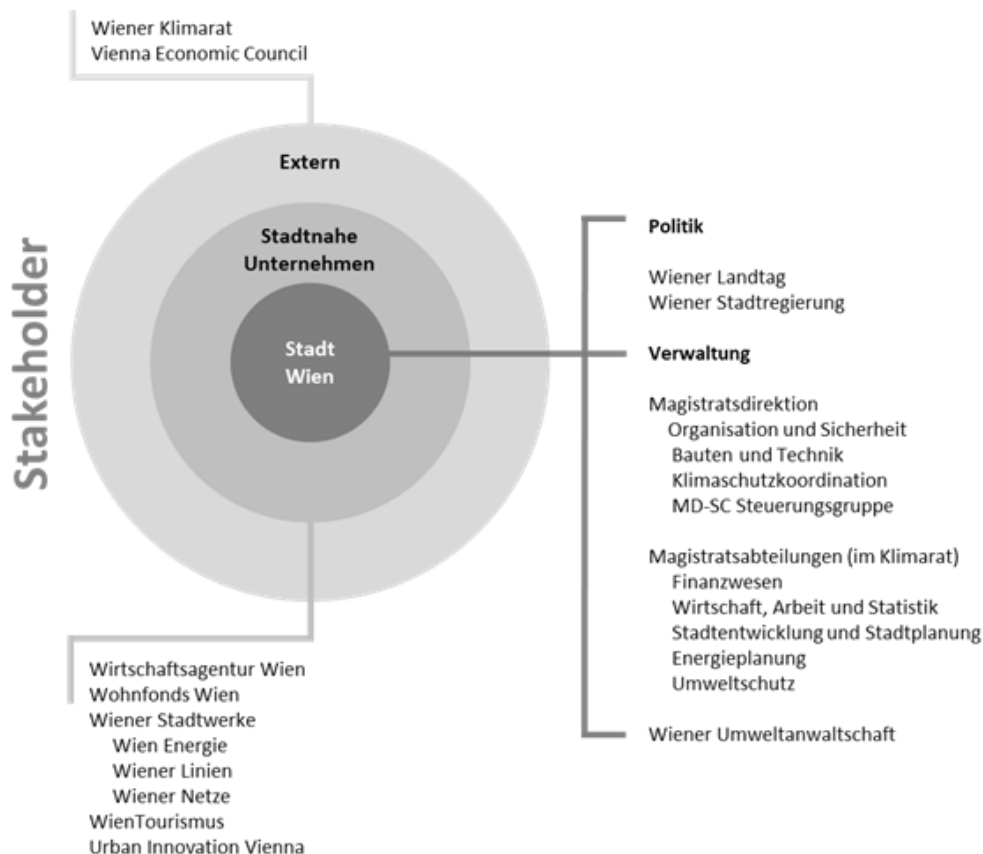 Wiener Klimarat
Vienna Economic Council
Stakeholder
Extern
Stadtnahe
Unternehmen
Stadt
Wien
Politik
Wiener Landtag
Wiener Stadtregierung
Verwaltung
Magistratsdirektion
Organisation und Sicherheit
Bauten und Technik
Klimaschutzkoordination
MD-SC Steuerungsgruppe
Magistratsabteilungen (im Klimarat)
Finanzwesen
Wirtschaft, Arbeit und Statistik
Stadtentwicklung und Stadtplanung
Energieplanung
Umweltschutz
Wiener Umweltanwaltschaft
Wirtschaftsagentur Wien
Wohnfonds Wien
Wiener Stadtwerke
Wien Energie
Wiener Linien
Wiener Netze
WienTourismus
Urban Innovation Vienna